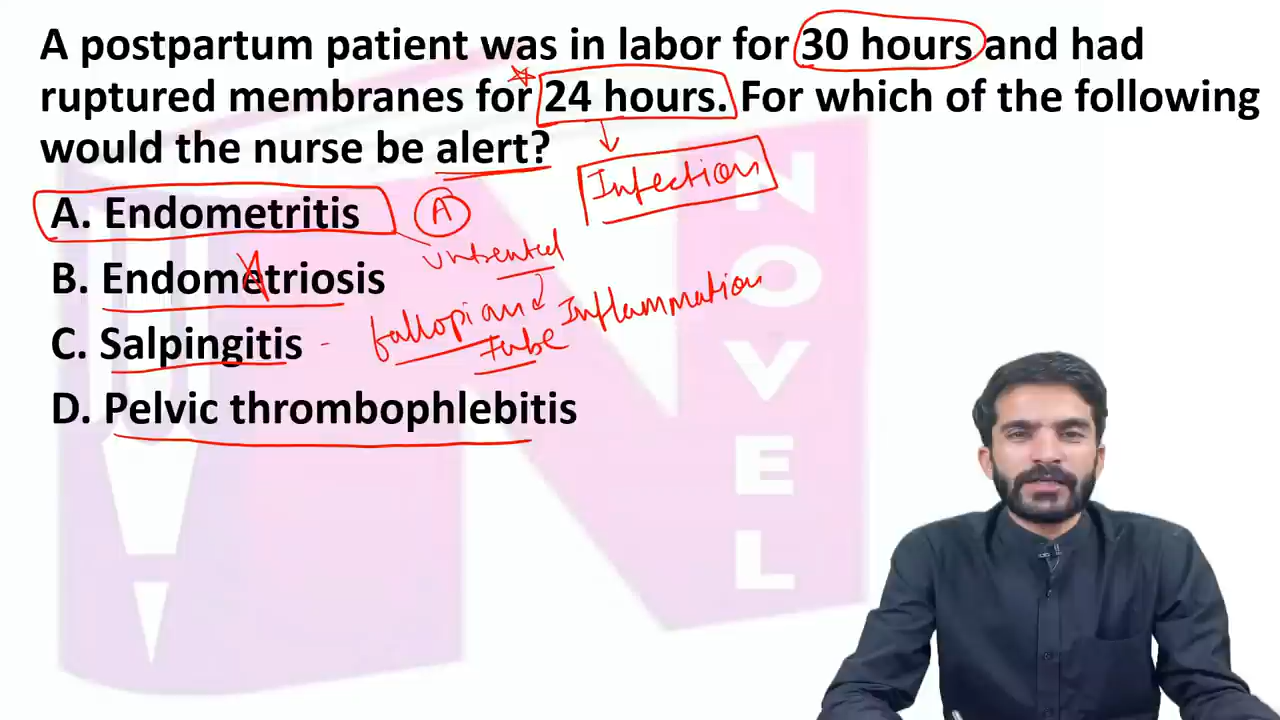 A postpartum patient was in labor for 30 hours and had
ruptured membranes for 24 hours. For which of the following
would the nurse be alert?
Infection
A. Endometritis
A
untreated
B. Endometriosis
Inflammation
fallopian
tube
C. Salpingitis
D. Pelvic thrombophlebitis
NOVEL